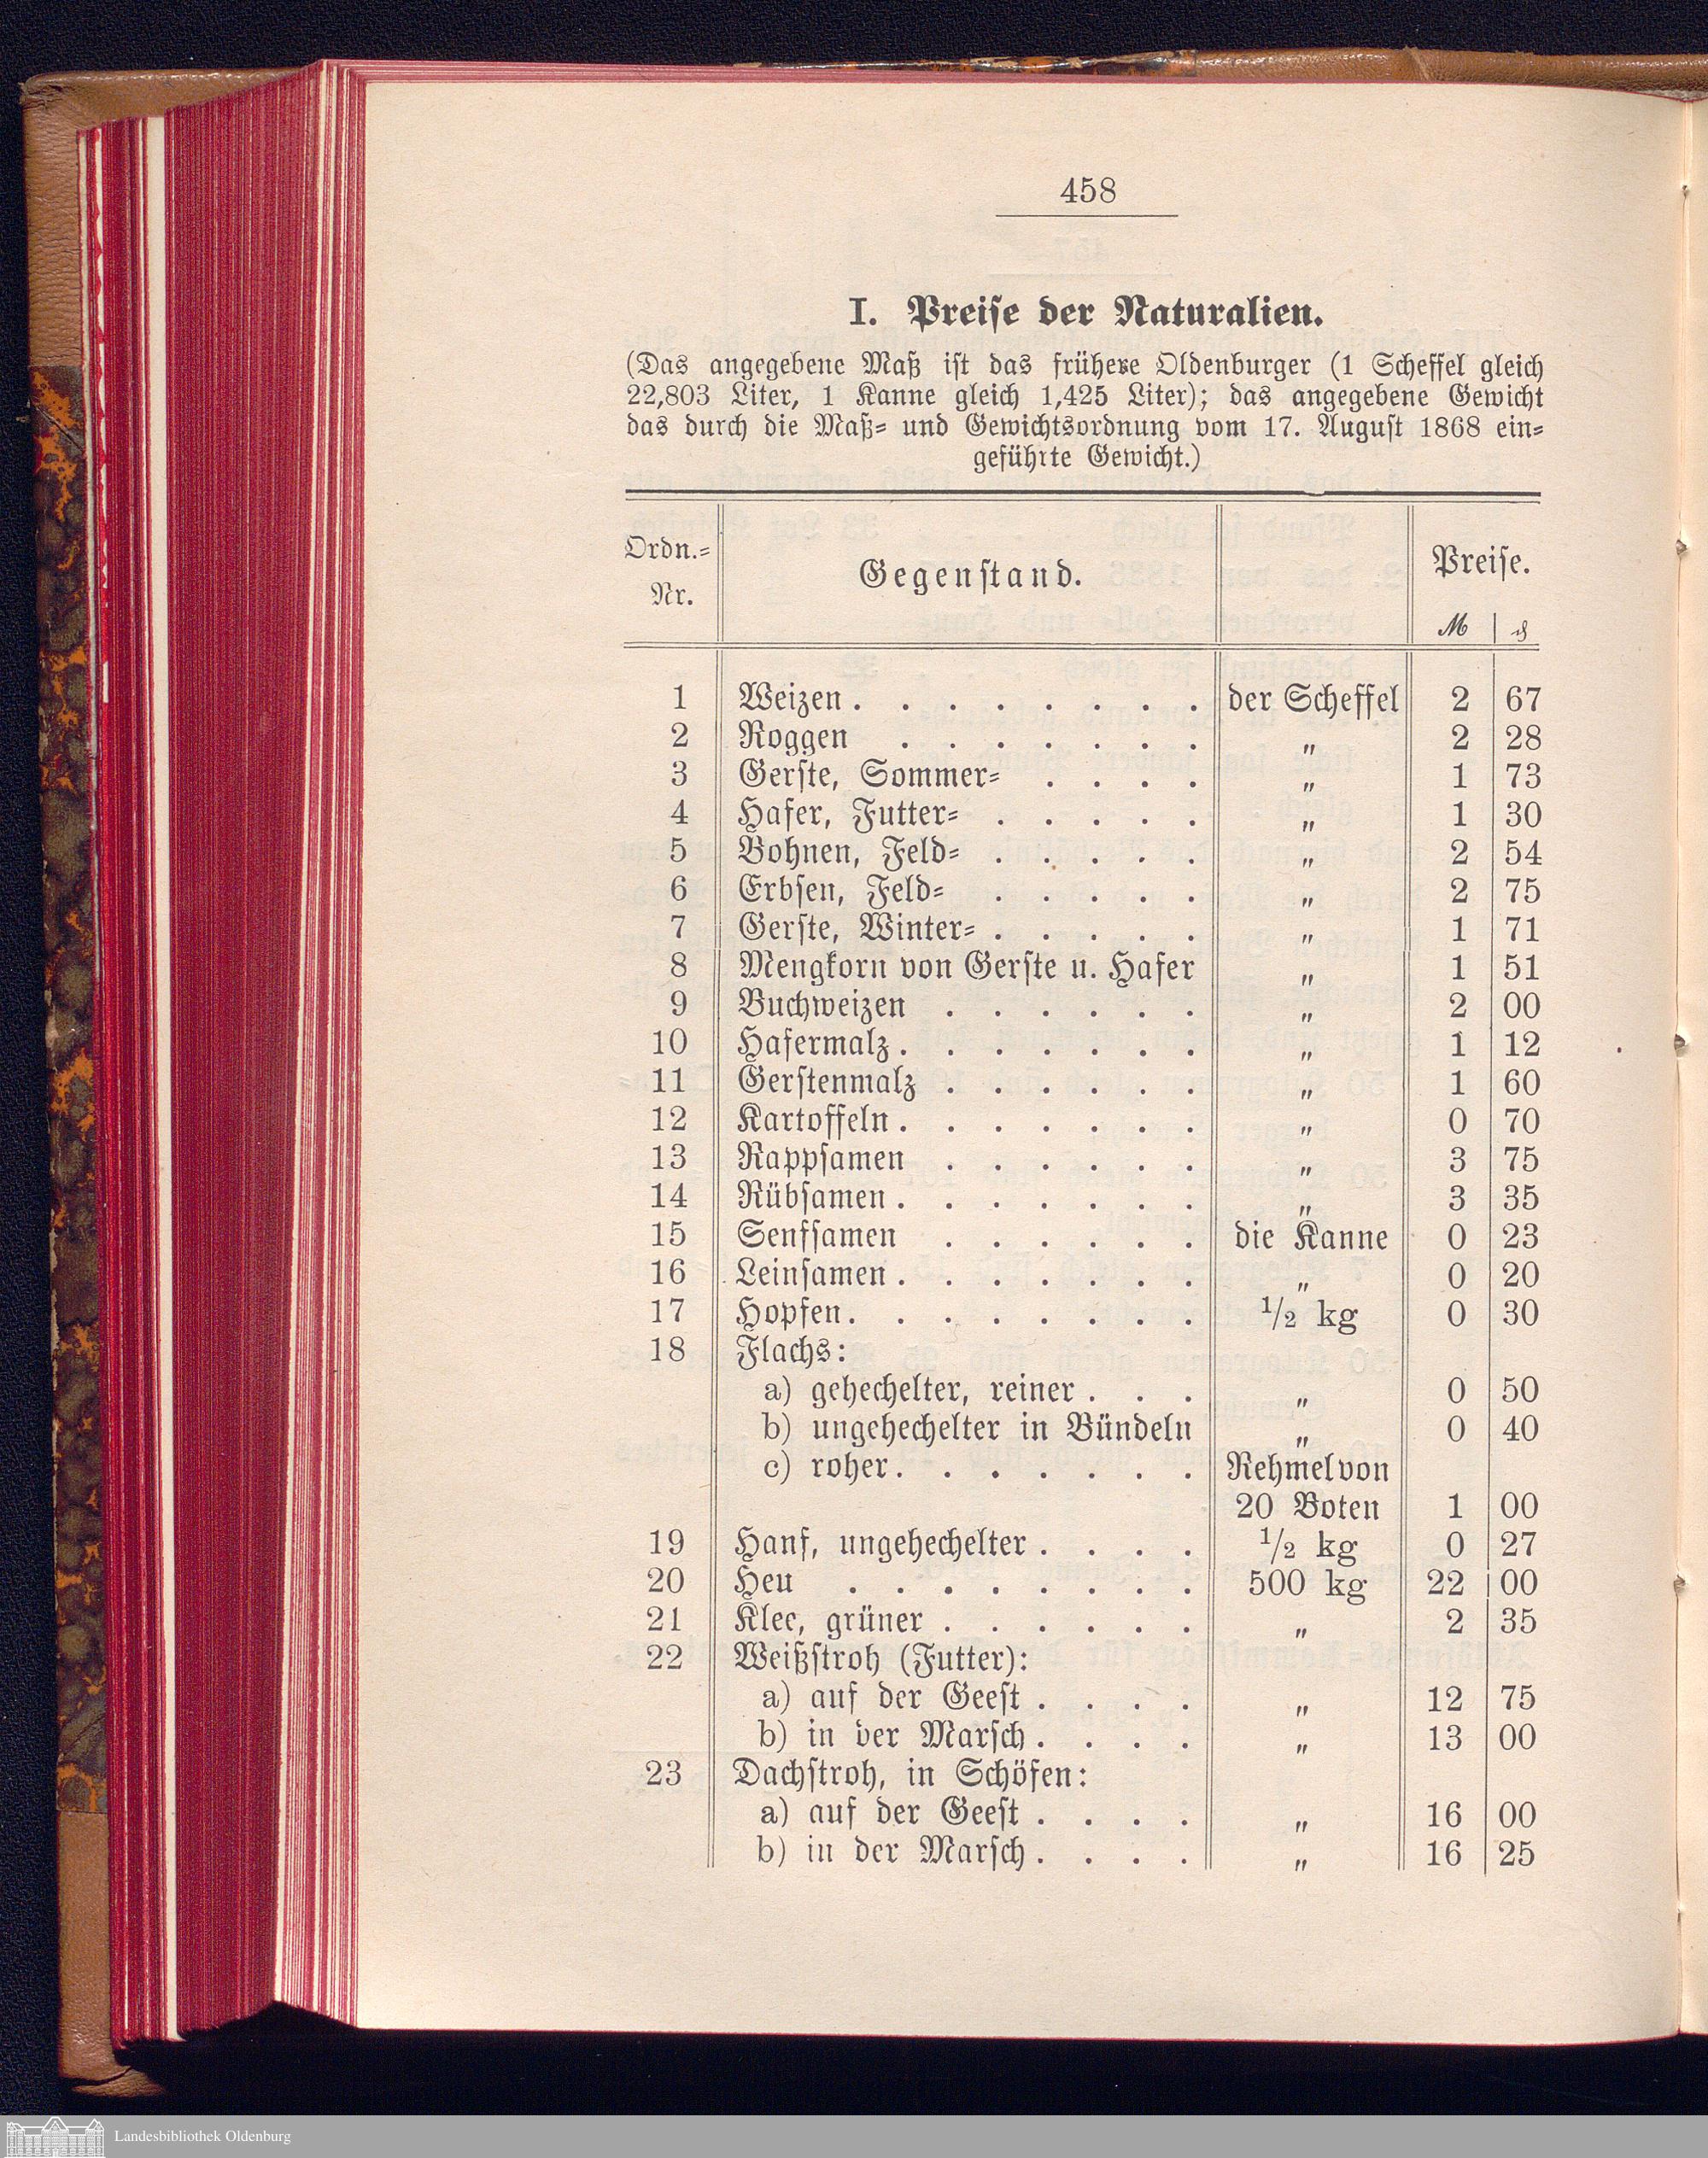 458
I. Preise der Naturalien.
(Das angegebene Maß ist das frühere Oldenburger (1 Scheffel gleich
22,803 Liter, 1 Kanne gleich 1,425 Liter); das angegebene Gewicht
das durch die Maß- und Gewichtsordnung vom 17. August 1868 ein-
geführte Gewicht.)
Ordn.-
Nr.
Gegenstand.
Preise.
ℳ ₰
1 Weizen . . . . . . . . der Scheffel 2 67
2 Roggen . . . . . . . „ 2 28
3 Gerste, Sommer- . . . . „ 1 73
4 Hafer, Futter- . . . . . „ 1 30
5 Bohnen, Feld- . . . . . „ 2 54
6 Erbsen, Feld- . . . . . „ 2 75
7 Gerste, Winter- . . . . . „ 1 71
8 Mengkorn von Gerste u. Hafer „ 1 51
9 Buchweizen . . . . . . „ 2 00
10 Hafermalz . . . . . . . „ 1 12
11 Gerstenmalz . . . . . . „ 1 60
12 Kartoffeln . . . . . . . „ 0 70
13 Rappsamen . . . . . . „ 3 75
14 Rübsamen . . . . . . . „ 3 35
15 Senfsamen . . . . . . die Kanne 0 23
16 Leinsamen . . . . . . . „ 0 20
17 Hopfen . . . . . . . . 1/2 kg 0 30
18 Flachs:
a) gehechelter, reiner . . . „ 0 50
b) ungehechelter in Bündeln „ 0 40
c) roher . . . . . . . Rehmel von
20 Boten 1 00
19 Hanf, ungehechelter . . . . 1/2 kg 0 27
20 Heu . . . . . . . . 500 kg 22 00
21 Klee, grüner . . . . . . „ 2 35
22 Weißstroh (Futter):
a) auf der Geest . . . . „ 12 75
b) in der Marsch . . . . „ 13 00
23 Dachstroh, in Schöfen:
a) auf der Geest . . . . „ 16 00
b) in der Marsch . . . . „ 16 25
Landesbibliothek Oldenburg